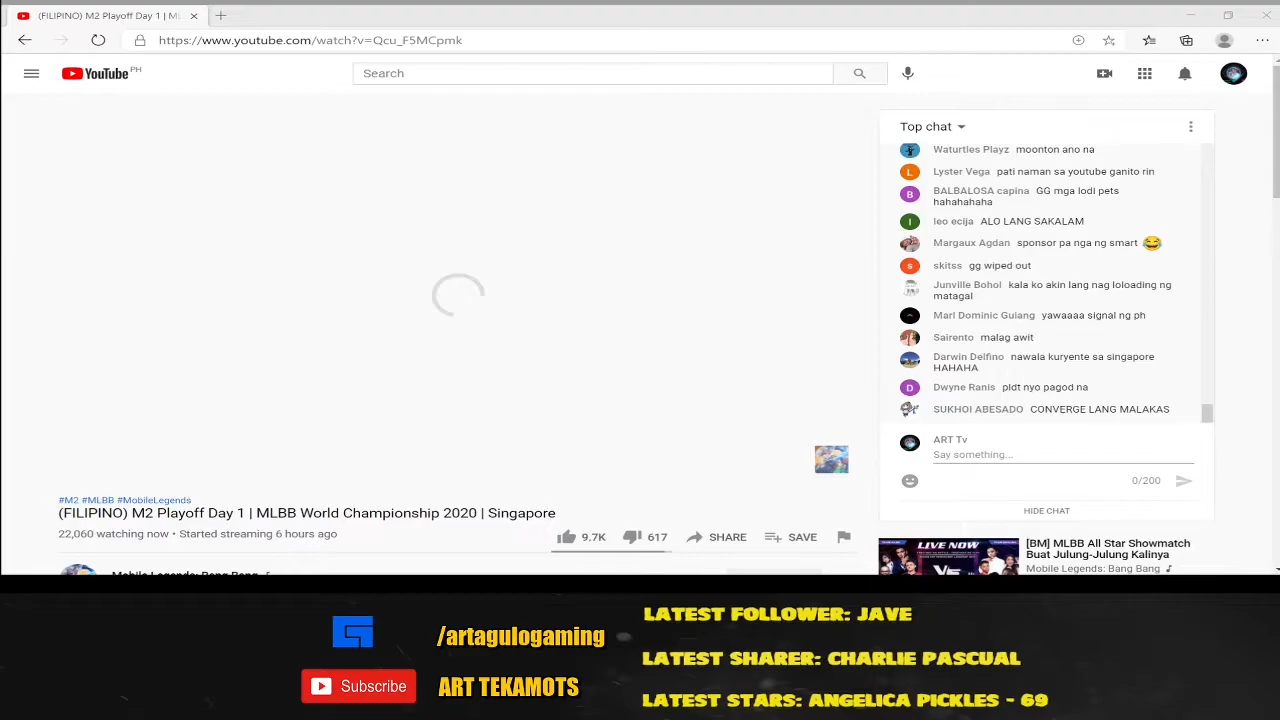 (FILIPINO) M2 Playoff Day 1 | ML
https://www.youtube.com/watch?v=Qcu_F5MCpmk
YouTube PH
Search
Top chat
Waturtles Playz moonton ano na
L
Lyster Vega pati naman sa youtube ganito rin
B
BALBALOSA capina GG mga lodi pets
hahahahaha
l
leo ecija ALO LANG SAKALAM
Margaux Agdan sponsor pa nga ng smart 😂
s
skitss gg wiped out
Junville Bohol kala ko akin lang nag loloading ng
matagal
Marl Dominic Guiang yawaaaa signal ng ph
Sairento malag awit
Darwin Delfino nawala kuryente sa singapore
HAHAHA
D
Dwyne Ranis pldt nyo pagod na
SUKHOI ABESADO CONVERGE LANG MALAKAS
ART Tv
Say something...
0/200
HIDE CHAT
#M2 #MLBB #MobileLegends
(FILIPINO) M2 Playoff Day 1 | MLBB World Championship 2020 | Singapore
22,060 watching now • Started streaming 6 hours ago
9.7K
617
SHARE
SAVE
LIVE NOW
[BM] MLBB All Star Showmatch
Buat Julung-Julung Kalinya
Mobile Legends: Bang Bang
Mobile Legends: Bang Bang
/artagulogaming
Subscribe
ART TEKAMOTS
LATEST FOLLOWER: JAVE
LATEST SHARER: CHARLIE PASCUAL
LATEST STARS: ANGELICA PICKLES - 69